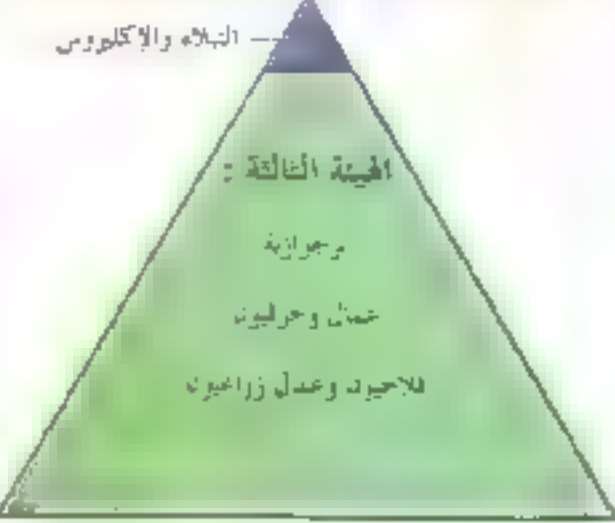 النبلاء والإكليروس
الهيئة الثالثة :
برجوازية
عمال وحرفيون
فلاحون وعمال زراعيون